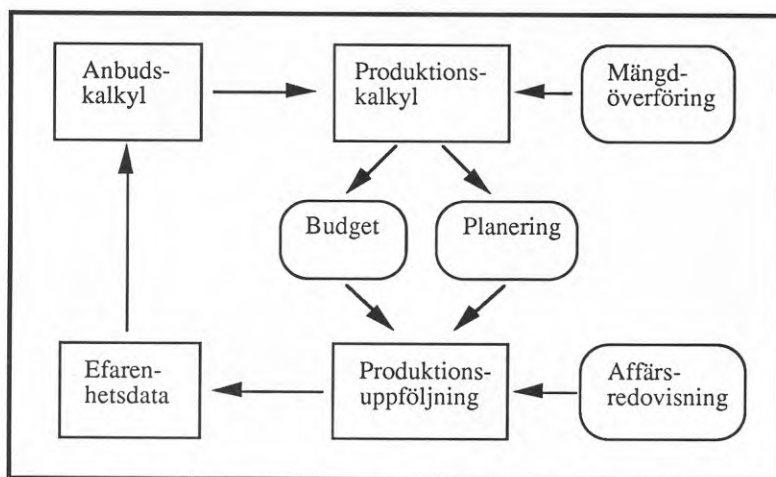 Anbuds-
kalkyl
Produktions-
kalkyl
Mängd-
överföring
Budget
Planering
Efaren-
hetsdata
Produktions-
uppföljning
Affärs-
redovisning